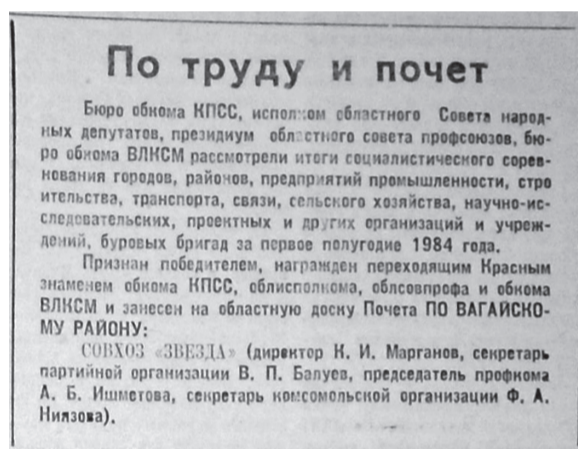 По труду и почет
Бюро обкома КПСС, исполком областного Совета народ-
ных депутатов, президиум областного совета профсоюзов, бю-
ро обкома ВЛКСМ рассмотрели итоги социалистического сорев-
нования городов, районов, предприятий промышленности, стро
ительства, транспорта, связи, сельского хозяйства, научно-ис-
следовательских, проектных и других организаций и учреж-
дений, буровых бригад за первое полугодие 1984 года.
Признан победителем, награжден переходящим Красным
знаменем обкома КПСС, облисполкома, облсовпрофа и обкома
ВЛКСМ и занесен на областную доску Почета ПО ВАГАЙСКО-
МУ РАЙОНУ:
СОВХОЗ «ЗВЕЗДА» (директор К. И. Марганов, секретарь
партийной организации В. П. Балуев, председатель профкома
А. Б. Ишметова, секретарь комсомольской организации Ф. А.
Ниязова).